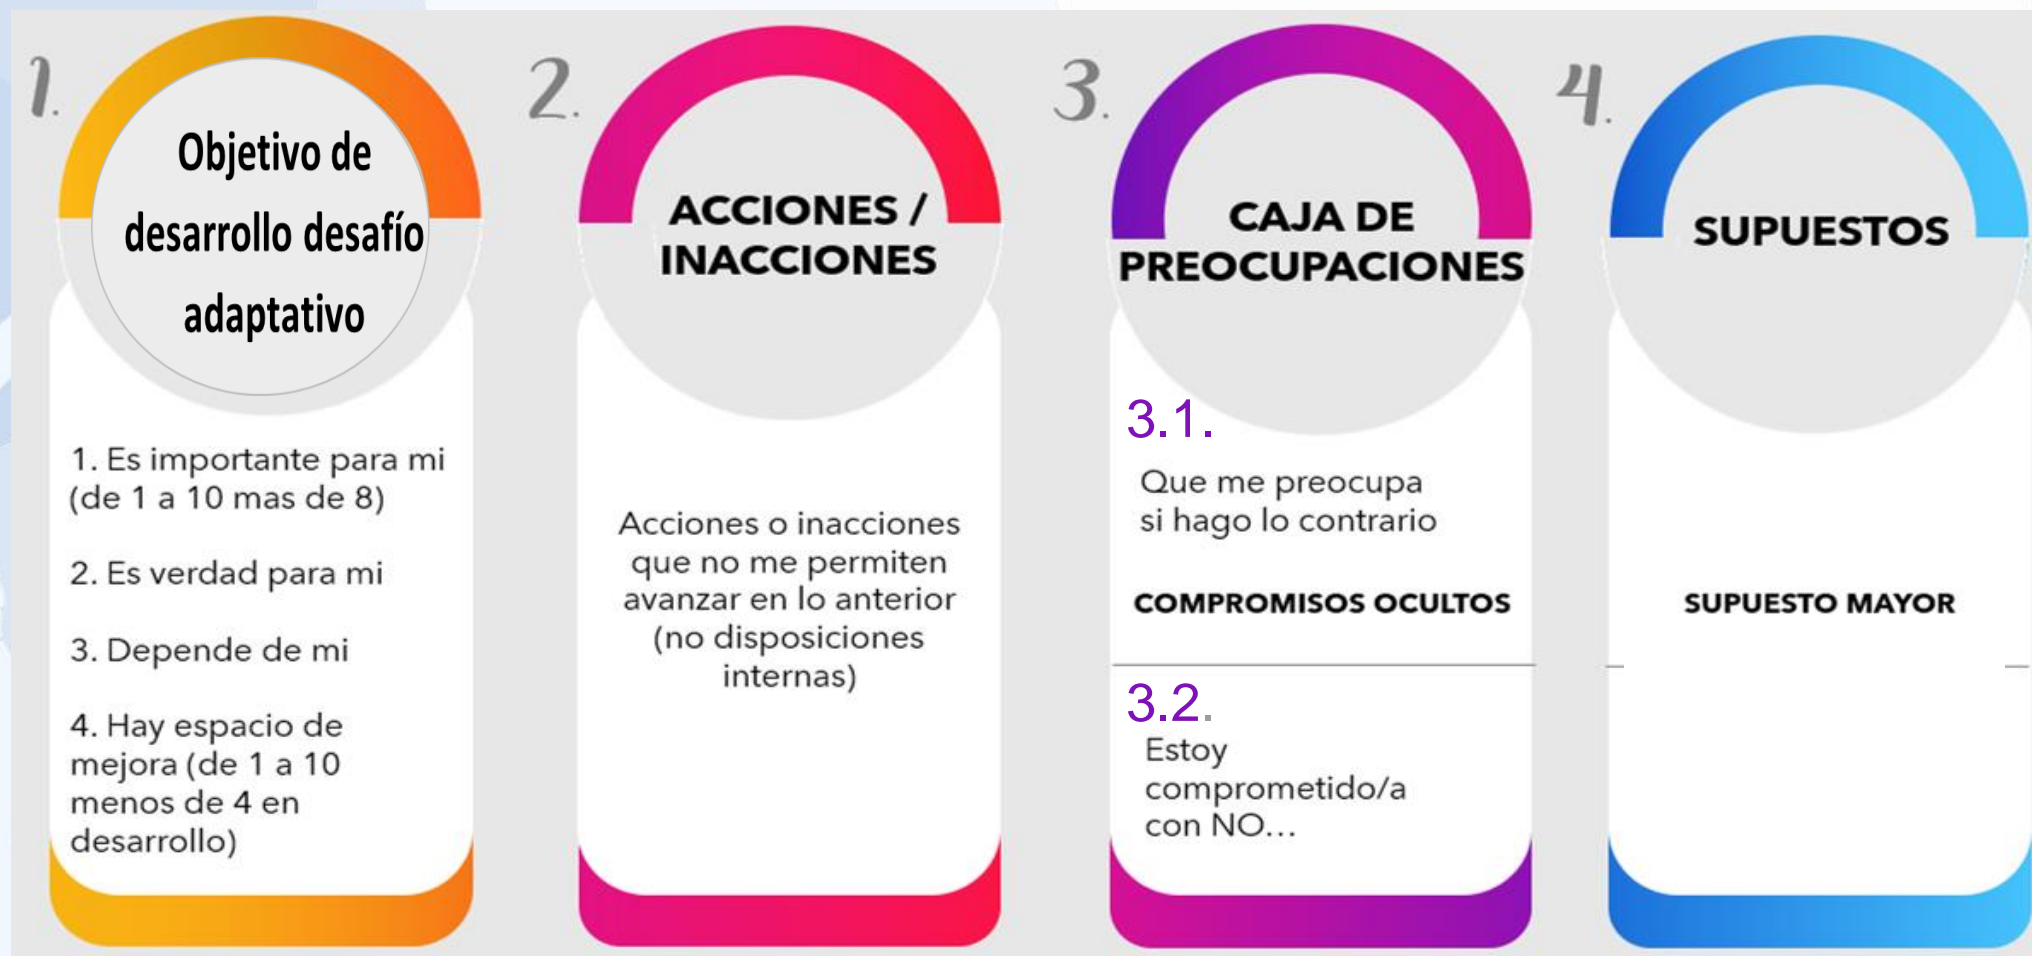 1.
Objetivo de
desarrollo desafío
adaptativo
1. Es importante para mi
(de 1 a 10 mas de 8)
2. Es verdad para mi
3. Depende de mi
4. Hay espacio de
mejora (de 1 a 10
menos de 4 en
desarrollo)
2.
ACCIONES /
INACCIONES
Acciones o inacciones
que no me permiten
avanzar en lo anterior
(no disposiciones
internas)
3.
CAJA DE
PREOCUPACIONES
3.1.
Que me preocupa
si hago lo contrario
COMPROMISOS OCULTOS
3.2.
Estoy
comprometido/a
con NO...
4.
SUPUESTOS
SUPUESTO MAYOR